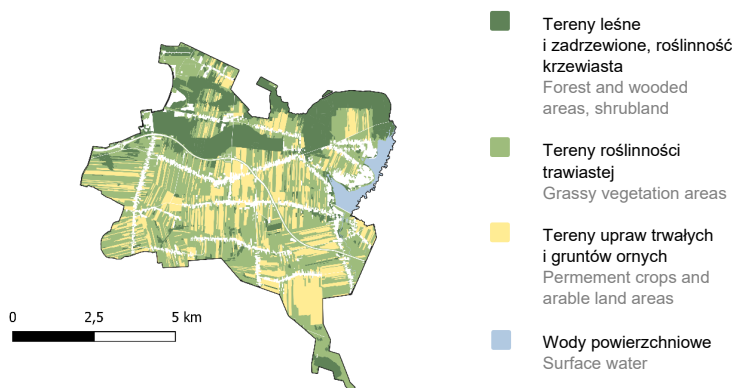 Tereny leśne
i zadrzewione, roślinność
krzewiasta
Forest and wooded
areas, shrubland
Tereny roślinności
trawiastej
Grassy vegetation areas
Tereny upraw trwałych
i gruntów ornych
Permement crops and
arable land areas
Wody powierzchniowe
Surface water
0 2,5 5 km